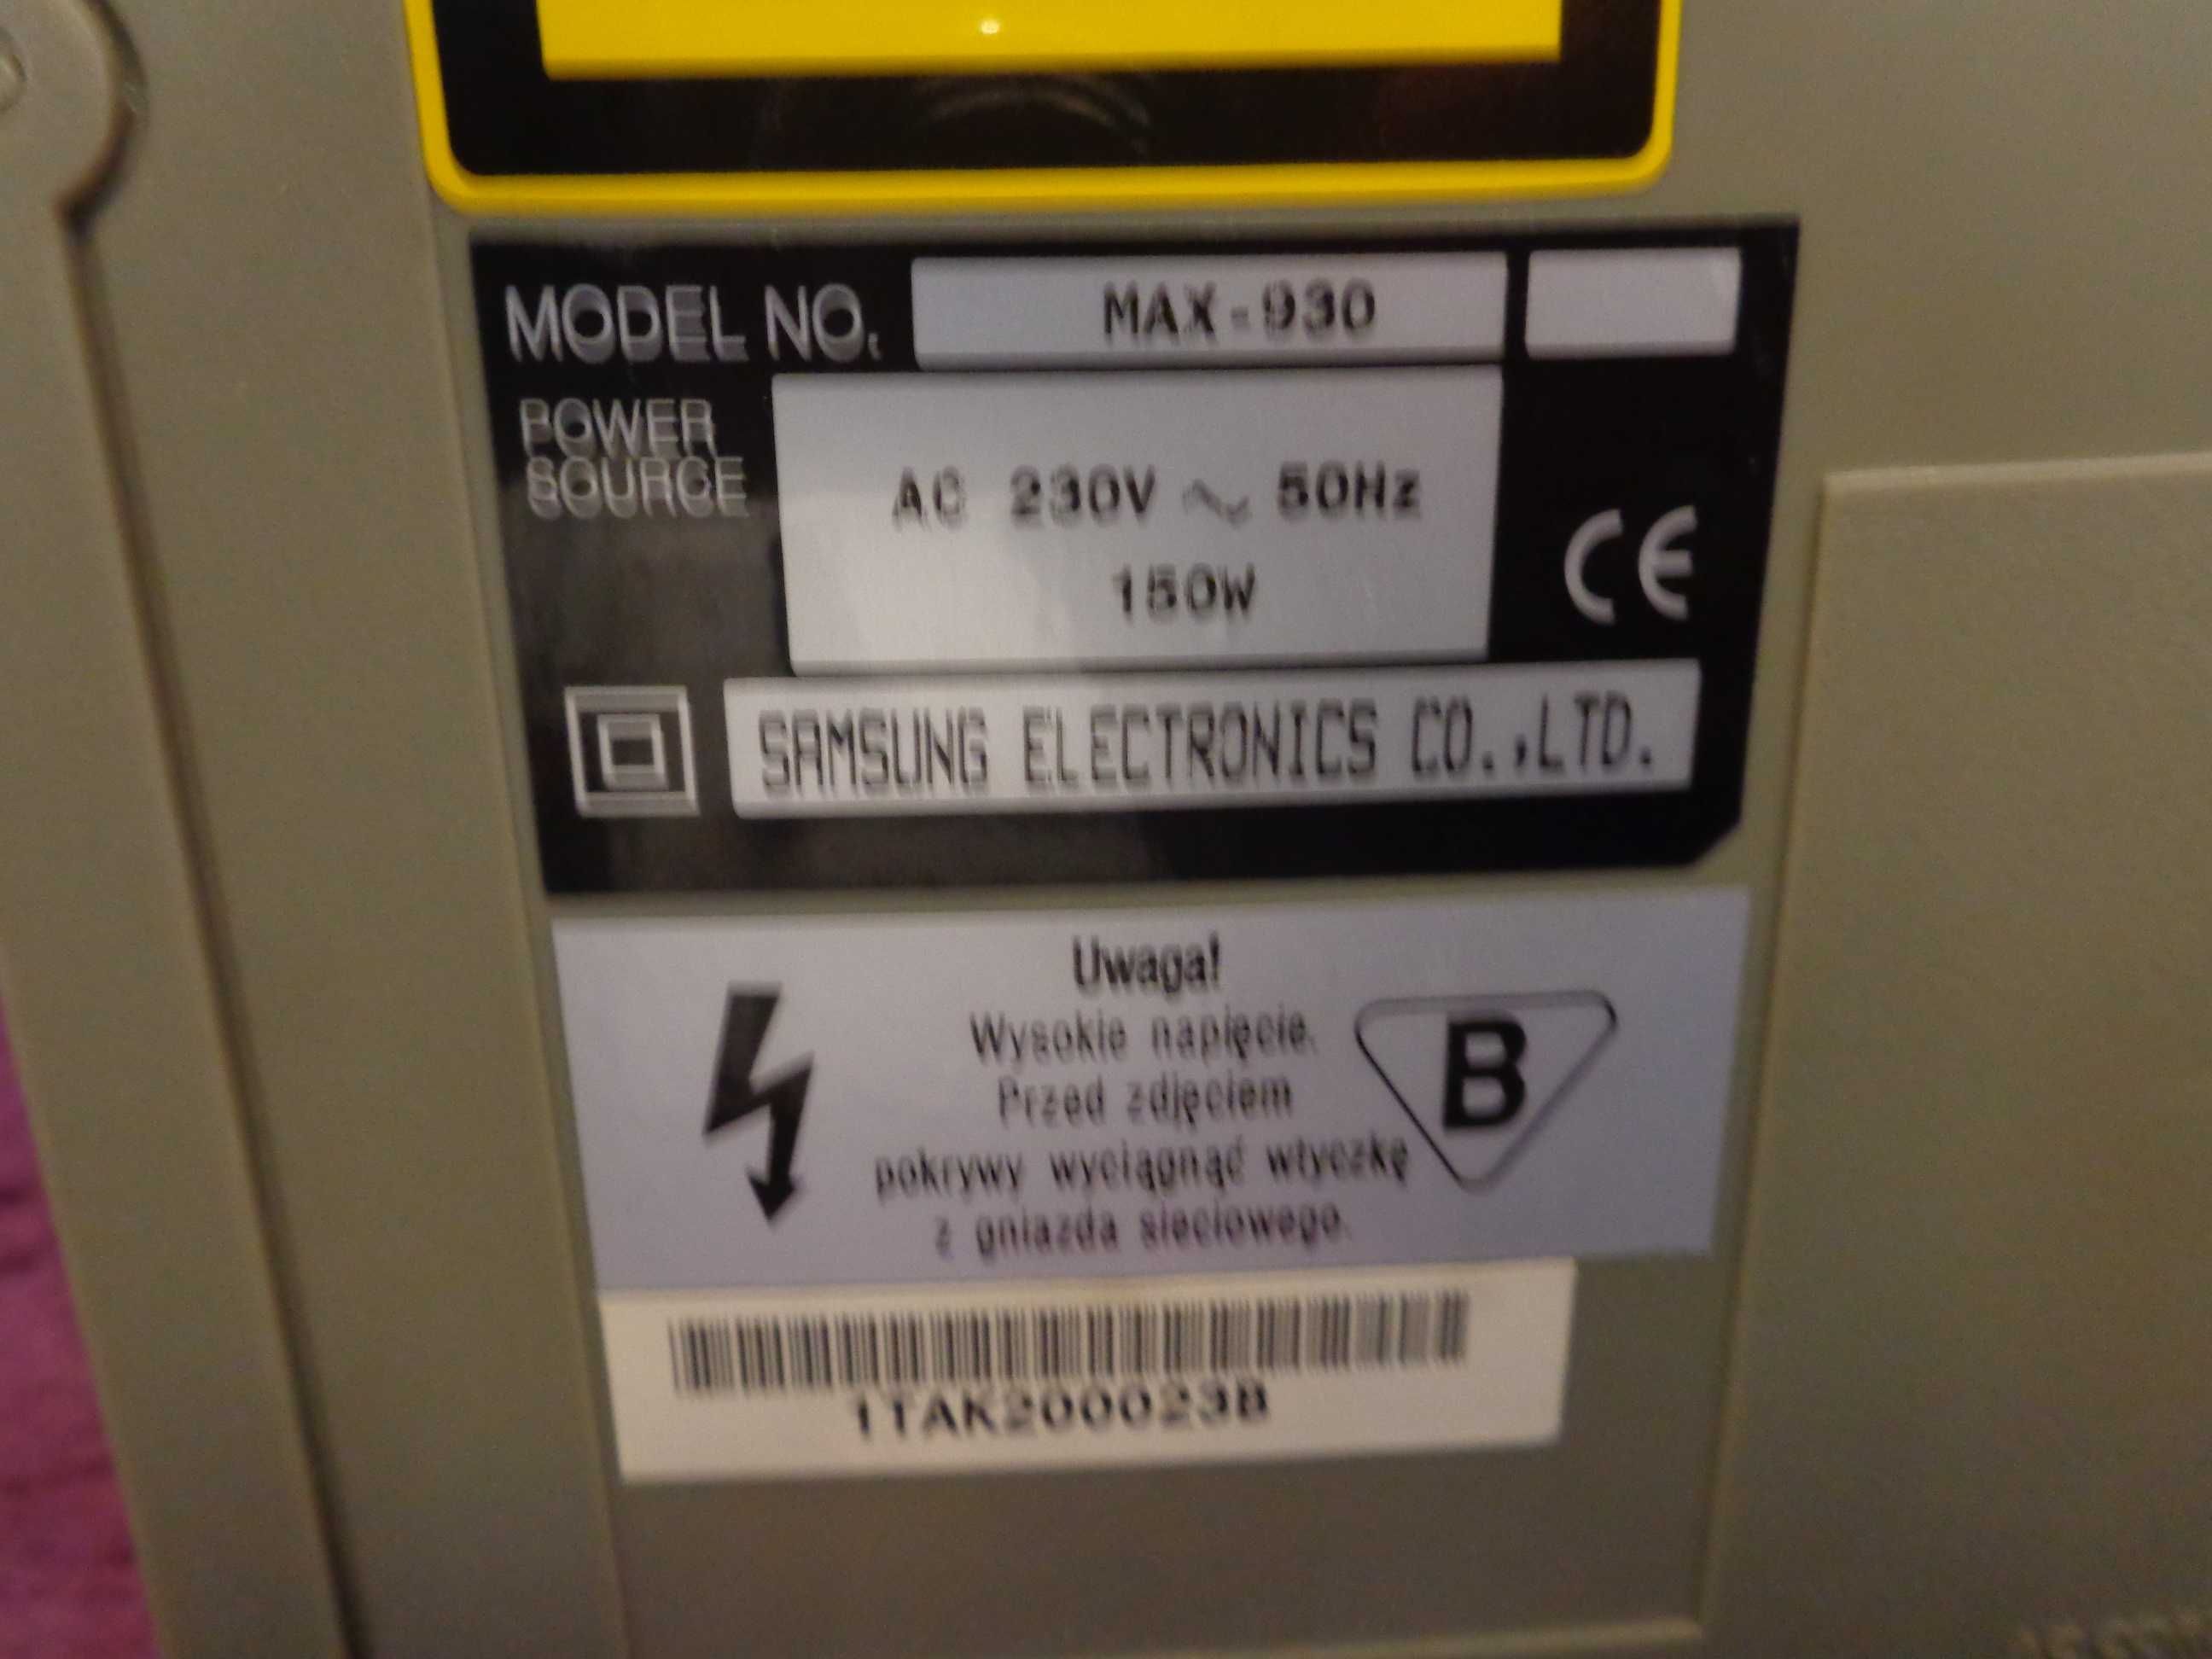 MODEL NO. MAX-930
POWER
SOURCE
AC 230V ~ 50Hz
150W
CE
SAMSUNG ELECTRONICS CO.,LTD.
Uwaga!
Wysokie napięcie.
Przed zdjęciem
pokrywy wyciągnąć wtyczkę
z gniazda sieciowego.
B
1TAK200023B